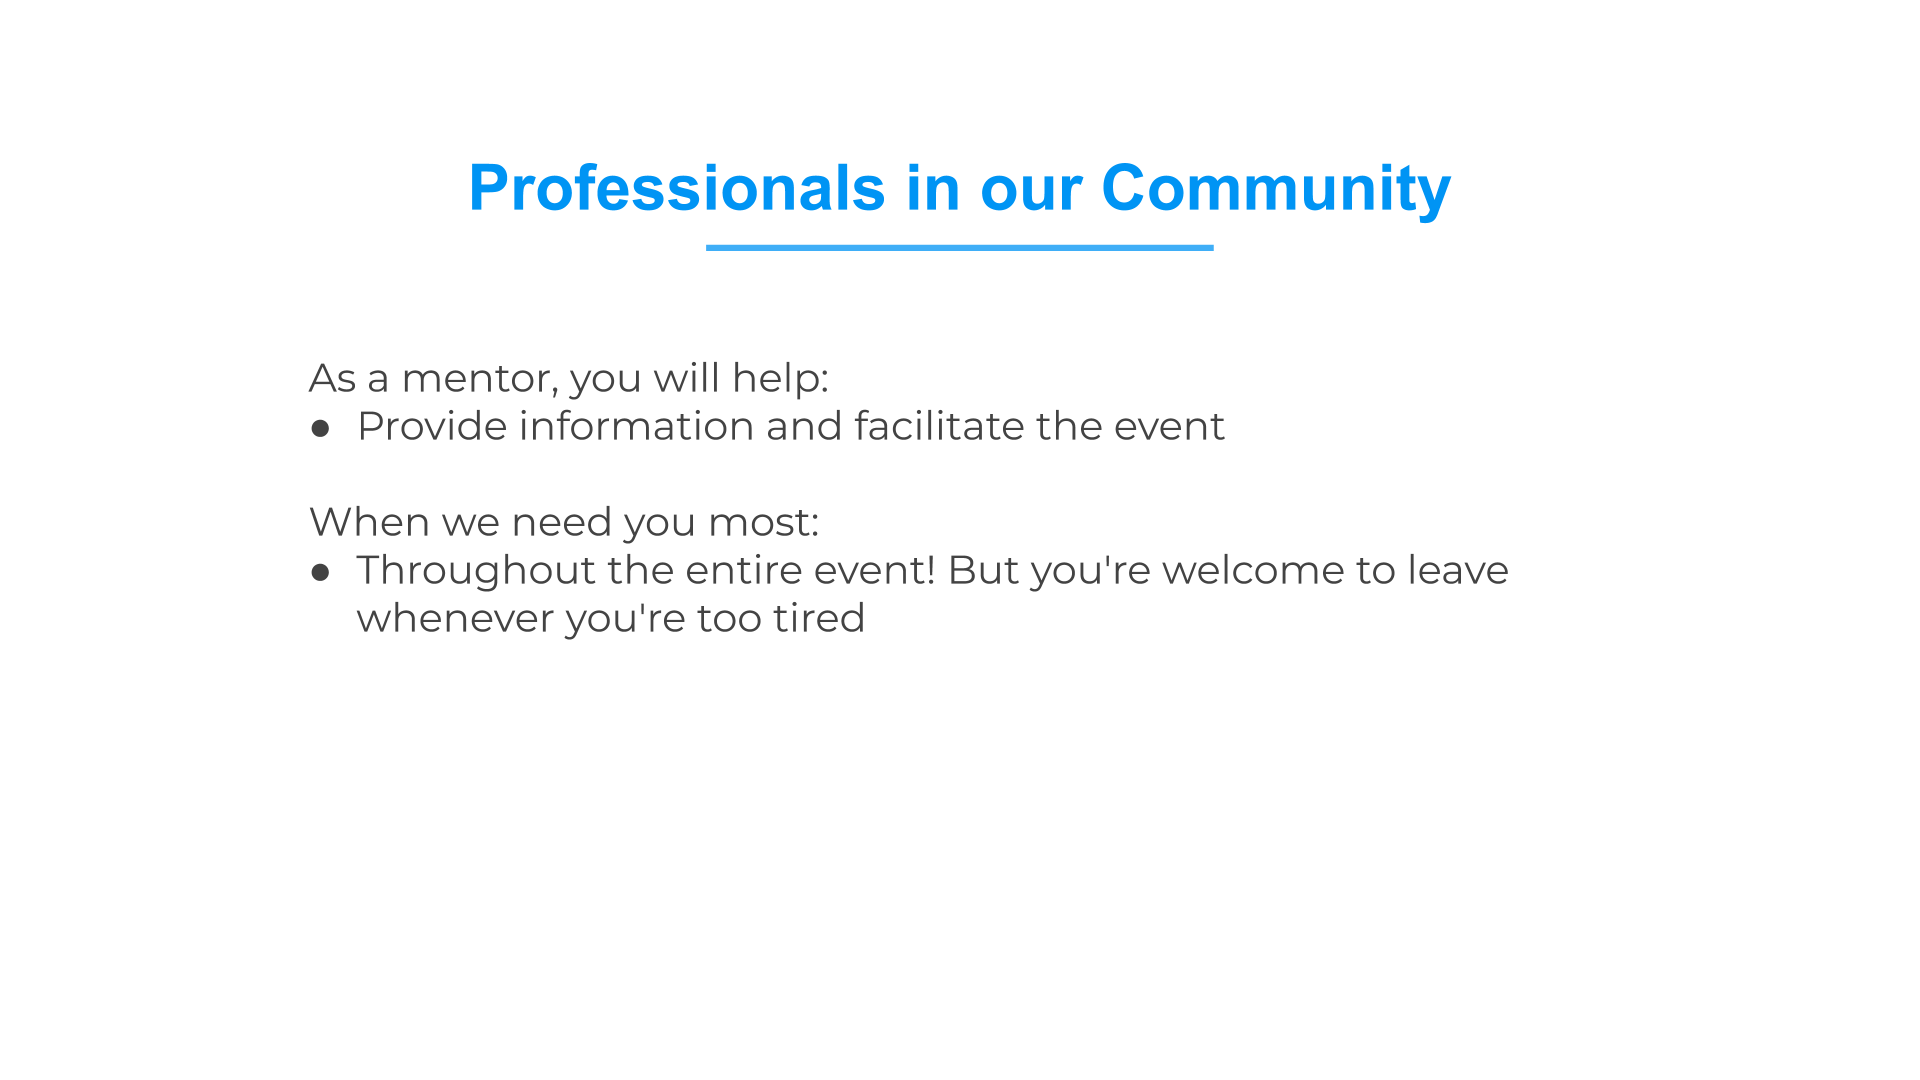 Professionals in our Community
As a mentor, you will help:
● Provide information and facilitate the event
When we need you most:
● Throughout the entire event! But you're welcome to leave
whenever you're too tired